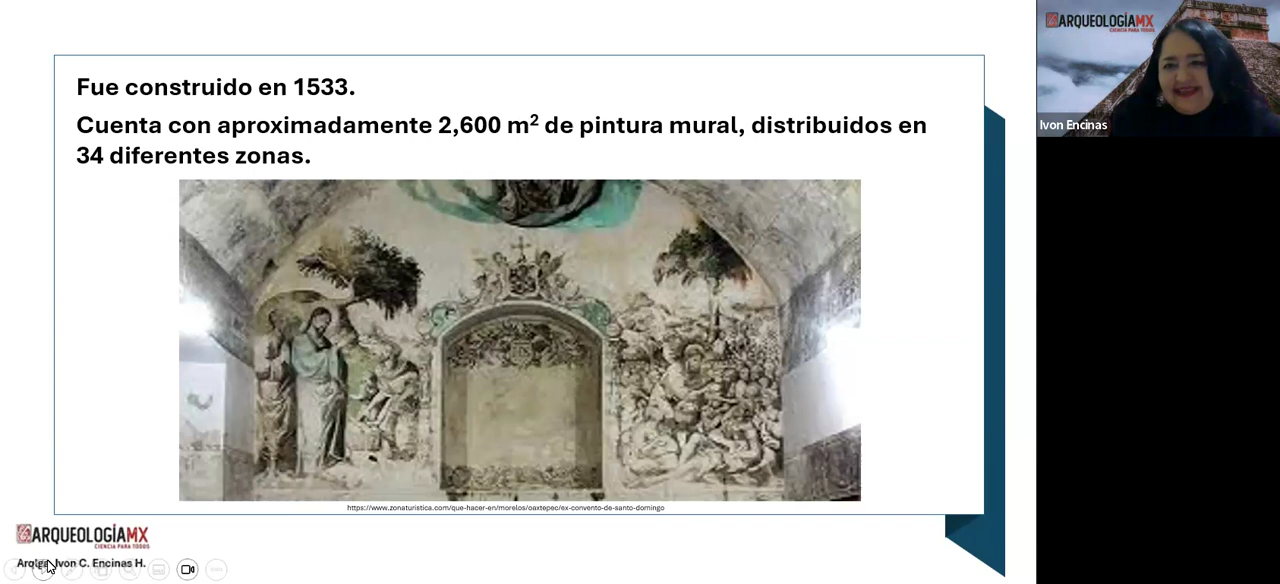 Fue construido en 1533.
Cuenta con aproximadamente 2,600 m² de pintura mural, distribuidos en
34 diferentes zonas.
https://www.zonaturistica.com/que-hacer-en/morelos/oaxtepec/ex-convento-de-santo-domingo
ARQUEOLOGÍAMX
CIENCIA PARA TODOS
Ivon C. Encinas H.
ARQUEOLOGÍAMX
CIENCIA PARA TODOS
Ivon Encinas